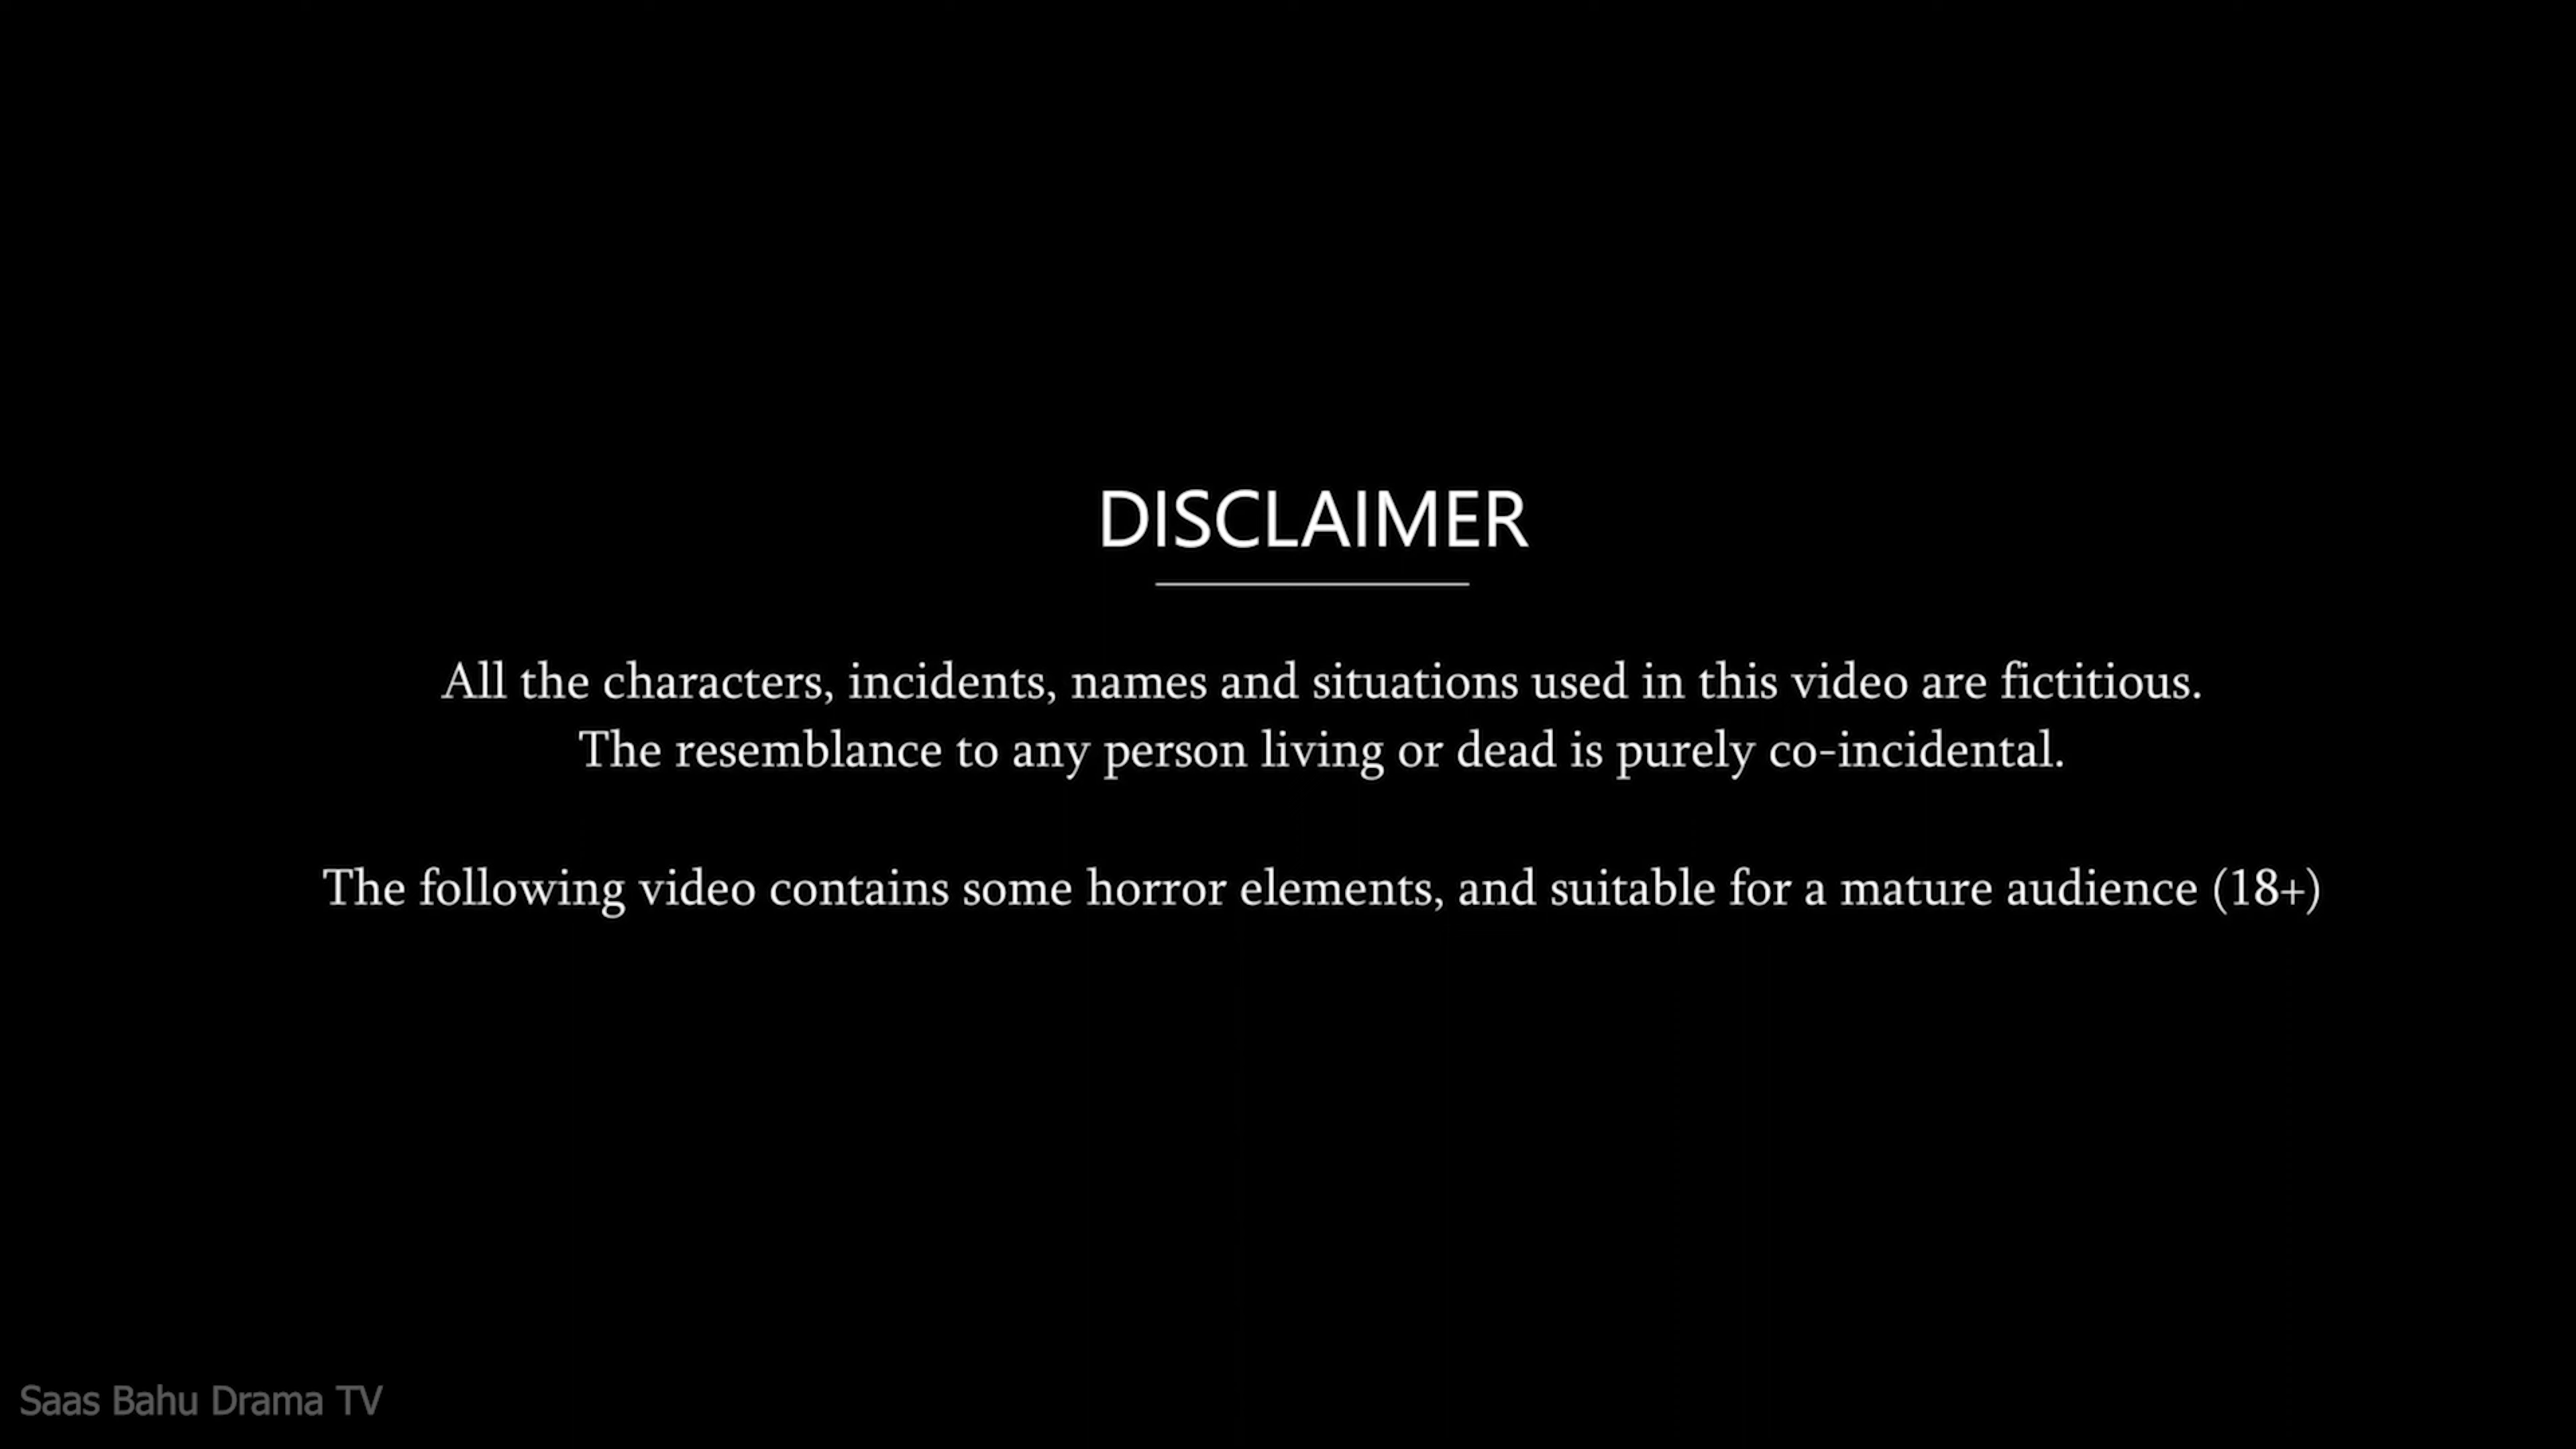 DISCLAIMER
All the characters, incidents, names and situations used in this video are fictitious.
The resemblance to any person living or dead is purely co-incidental.
The following video contains some horror elements, and suitable for a mature audience (18+)
Saas Bahu Drama TV